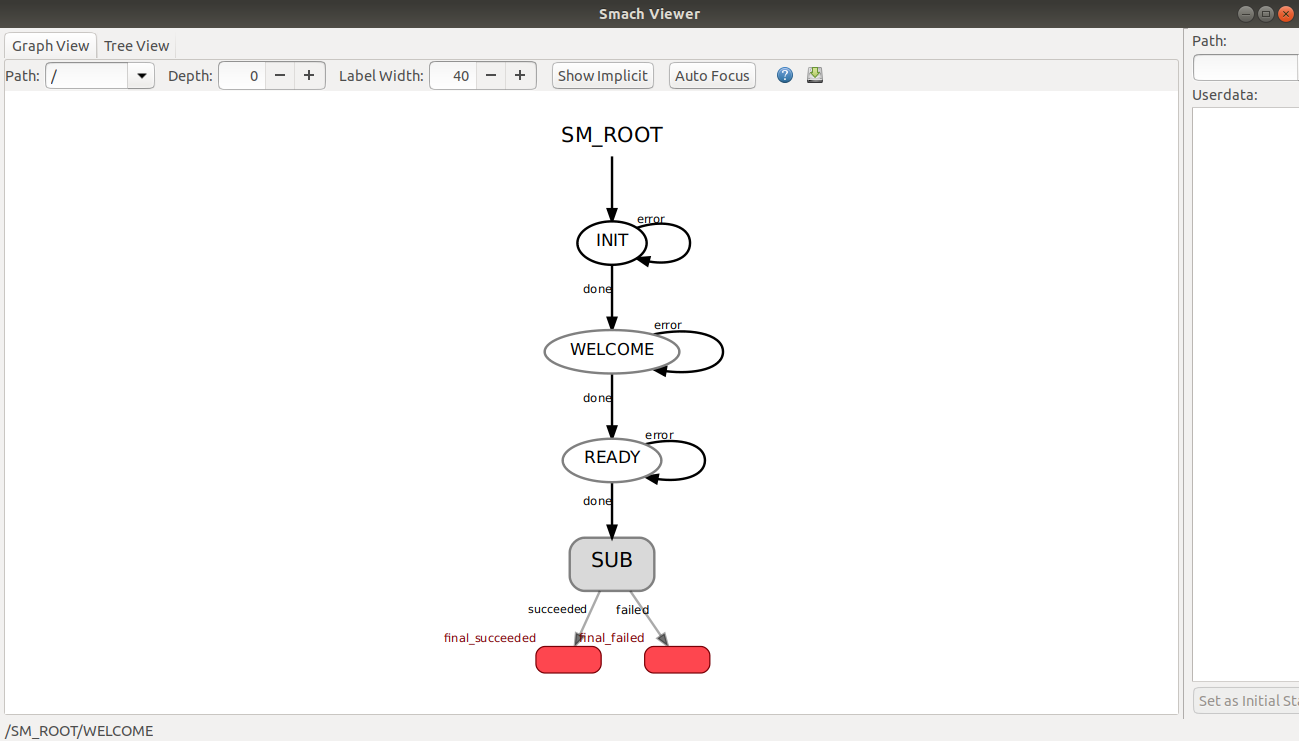 Smach Viewer
Graph View Tree View
Path: / Depth: 0 Label Width: 40 Show Implicit Auto Focus
Path:
Userdata:
SM_ROOT
error
INIT
done
error
WELCOME
done
error
READY
done
SUB
succeeded failed
final_succeeded final_failed
Set as Initial Sta
/SM_ROOT/WELCOME